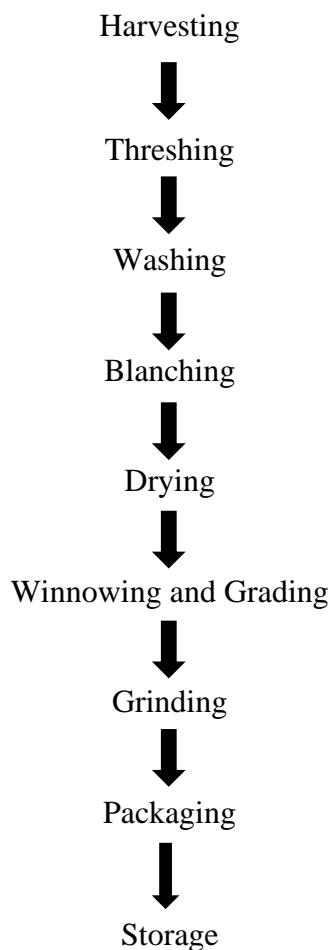 Harvesting
Threshing
Washing
Blanching
Drying
Winnowing and Grading
Grinding
Packaging
Storage